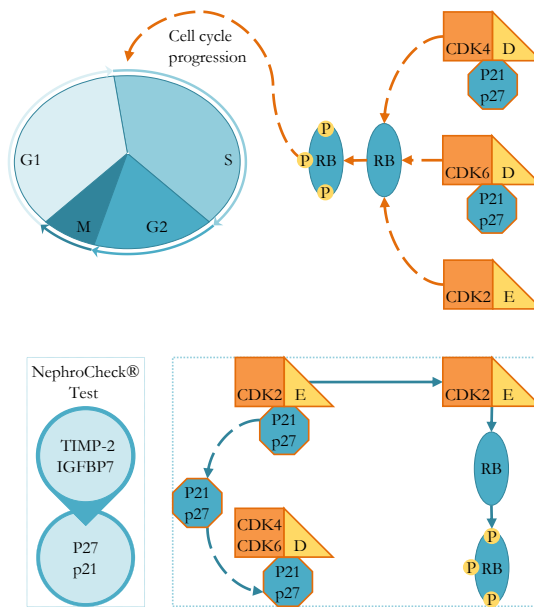 Cell cycle
progression
G1
S
M
G2
P
P
P
RB
RB
CDK4
D
P21
p27
CDK6
D
P21
p27
CDK2
E
NephroCheck®
Test
TIMP-2
IGFBP7
P27
p21
CDK2
E
P21
p27
P21
p27
CDK4
CDK6
D
P21
p27
CDK2
E
RB
P
P
RB
P